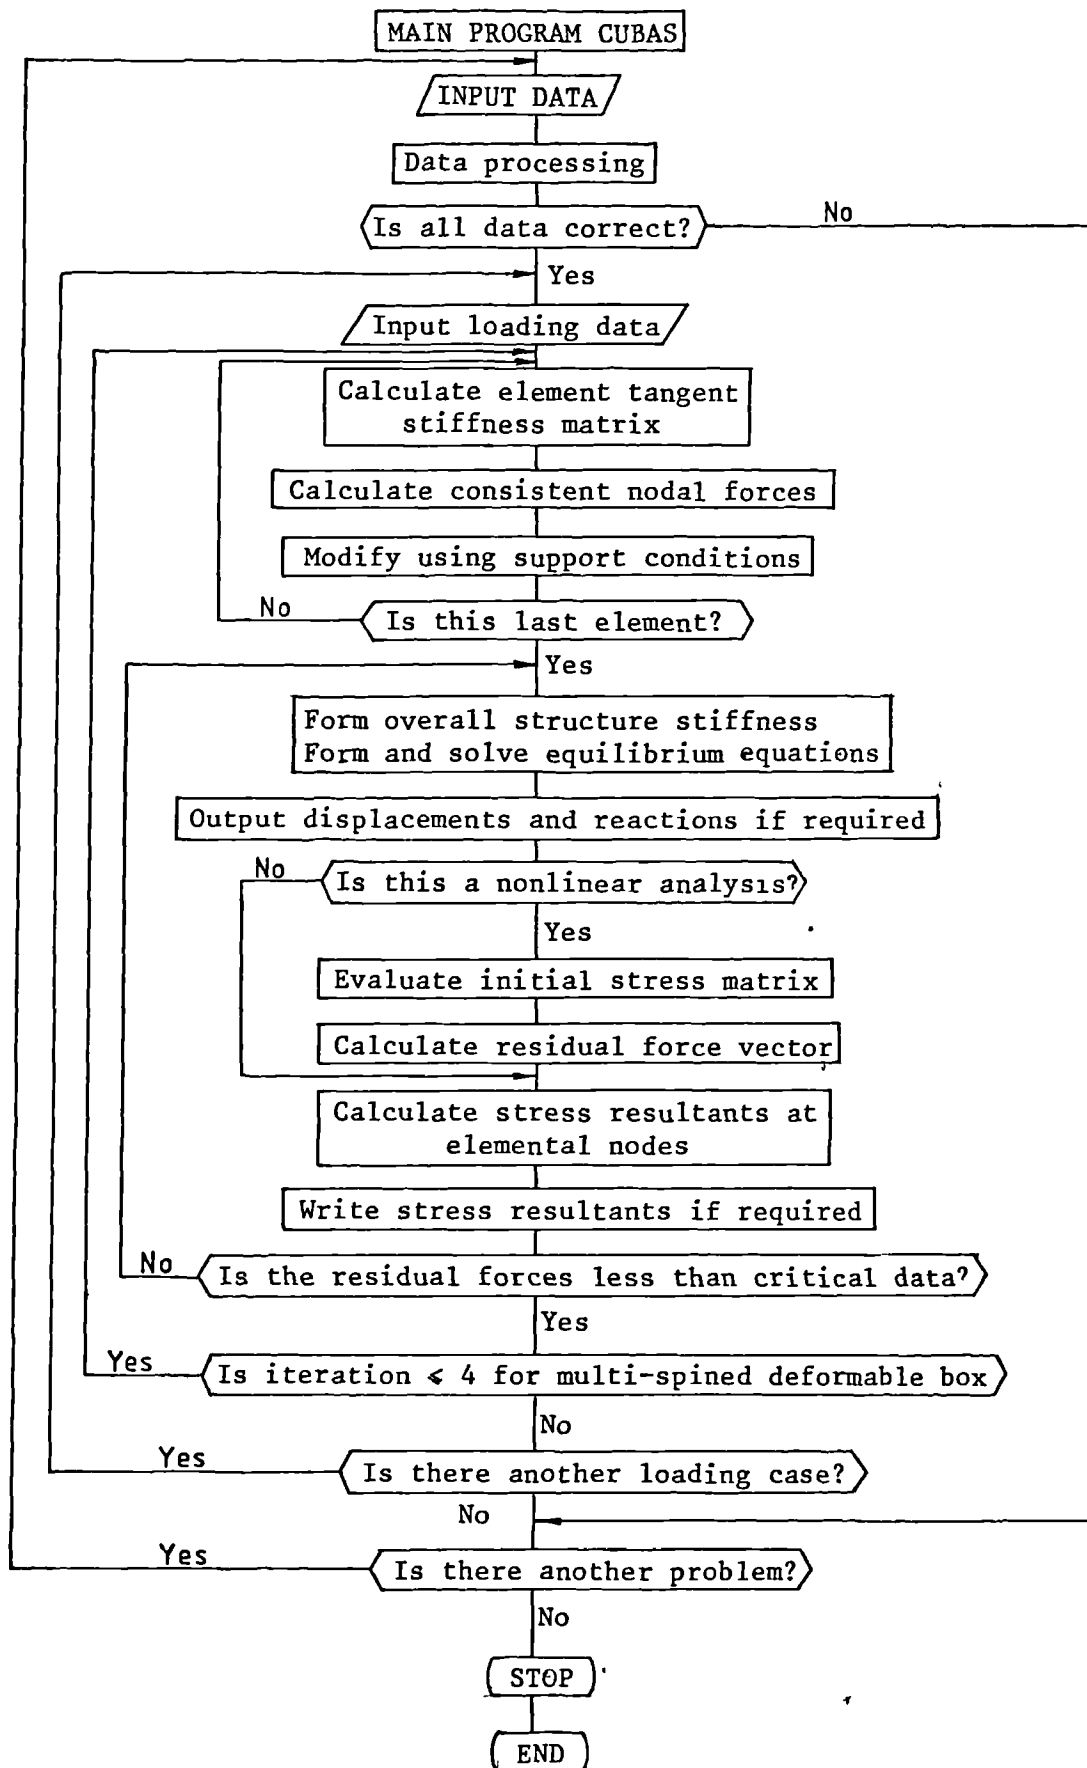 MAIN PROGRAM CUBAS
INPUT DATA
Data processing
Is all data correct?
No
Yes
Input loading data
Calculate element tangent
stiffness matrix
Calculate consistent nodal forces
Modify using support conditions
No
Is this last element?
Yes
Form overall structure stiffness
Form and solve equilibrium equations
Output displacements and reactions if required
No
Is this a nonlinear analysis?
Yes
Evaluate initial stress matrix
Calculate residual force vector
Calculate stress resultants at
elemental nodes
Write stress resultants if required
No
Is the residual forces less than critical data?
Yes
Yes
Is iteration ⩽ 4 for multi-spined deformable box
No
Yes
Is there another loading case?
No
Yes
Is there another problem?
No
STOP
END